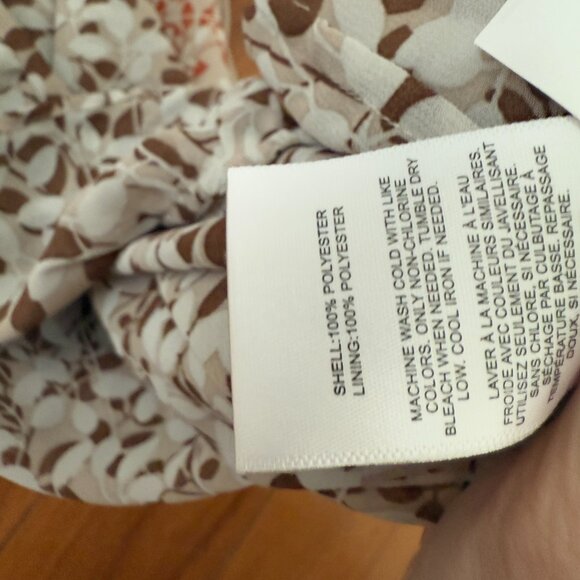 SHELL:100% POLYESTER
LINING:100% POLYESTER
MACHINE WASH COLD WITH LIKE
COLORS. ONLY NON-CHLORINE
BLEACH WHEN NEEDED. TUMBLE DRY
LOW. COOL IRON IF NEEDED.
LAVER À LA MACHINE À L'EAU
FROIDE AVEC COULEURS SIMILAIRES.
UTILISEZ SEULEMENT DU JAVELLISANT
SANS CHLORE, SI NÉCESSAIRE.
SÉCHAGE PAR CULBUTAGE À
TEMPÉRATURE BASSE. REPASSAGE
DOUX, SI NÉCESSAIRE.